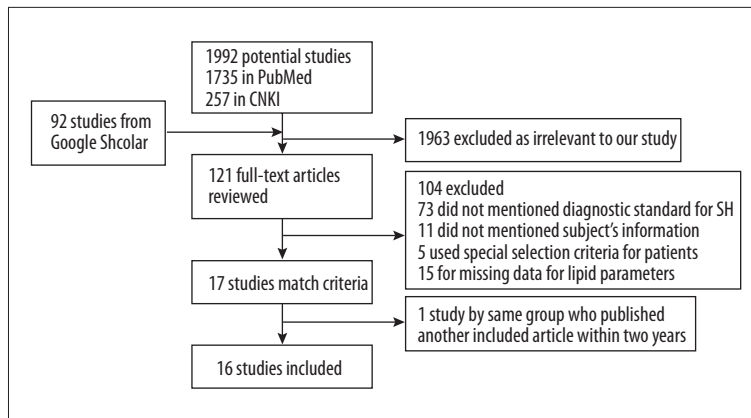 1992 potential studies
1735 in PubMed
257 in CNKI
92 studies from
Google Shcolar
1963 excluded as irrelevant to our study
121 full-text articles
reviewed
104 excluded
73 did not mentioned diagnostic standard for SH
11 did not mentioned subject's information
5 used special selection criteria for patients
15 for missing data for lipid parameters
17 studies match criteria
1 study by same group who published
another included article within two years
16 studies included